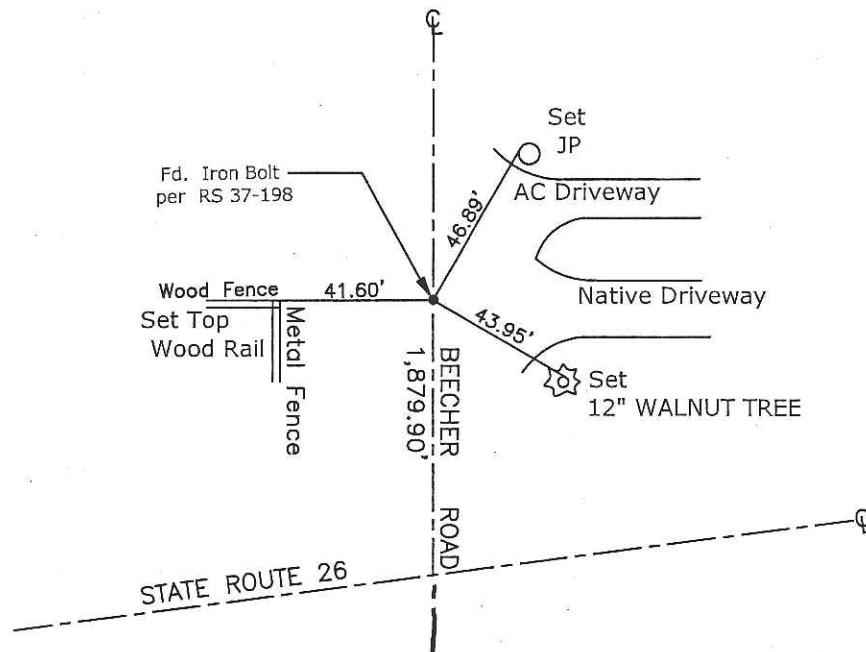 ℄
Set
JP
Fd. Iron Bolt
per RS 37-198
AC Driveway
46.89'
Wood Fence
41.60'
Native Driveway
Set Top
Wood Rail
Metal Fence
43.95'
Set
12" WALNUT TREE
BEECHER ROAD
1,879.90'
℄
STATE ROUTE 26